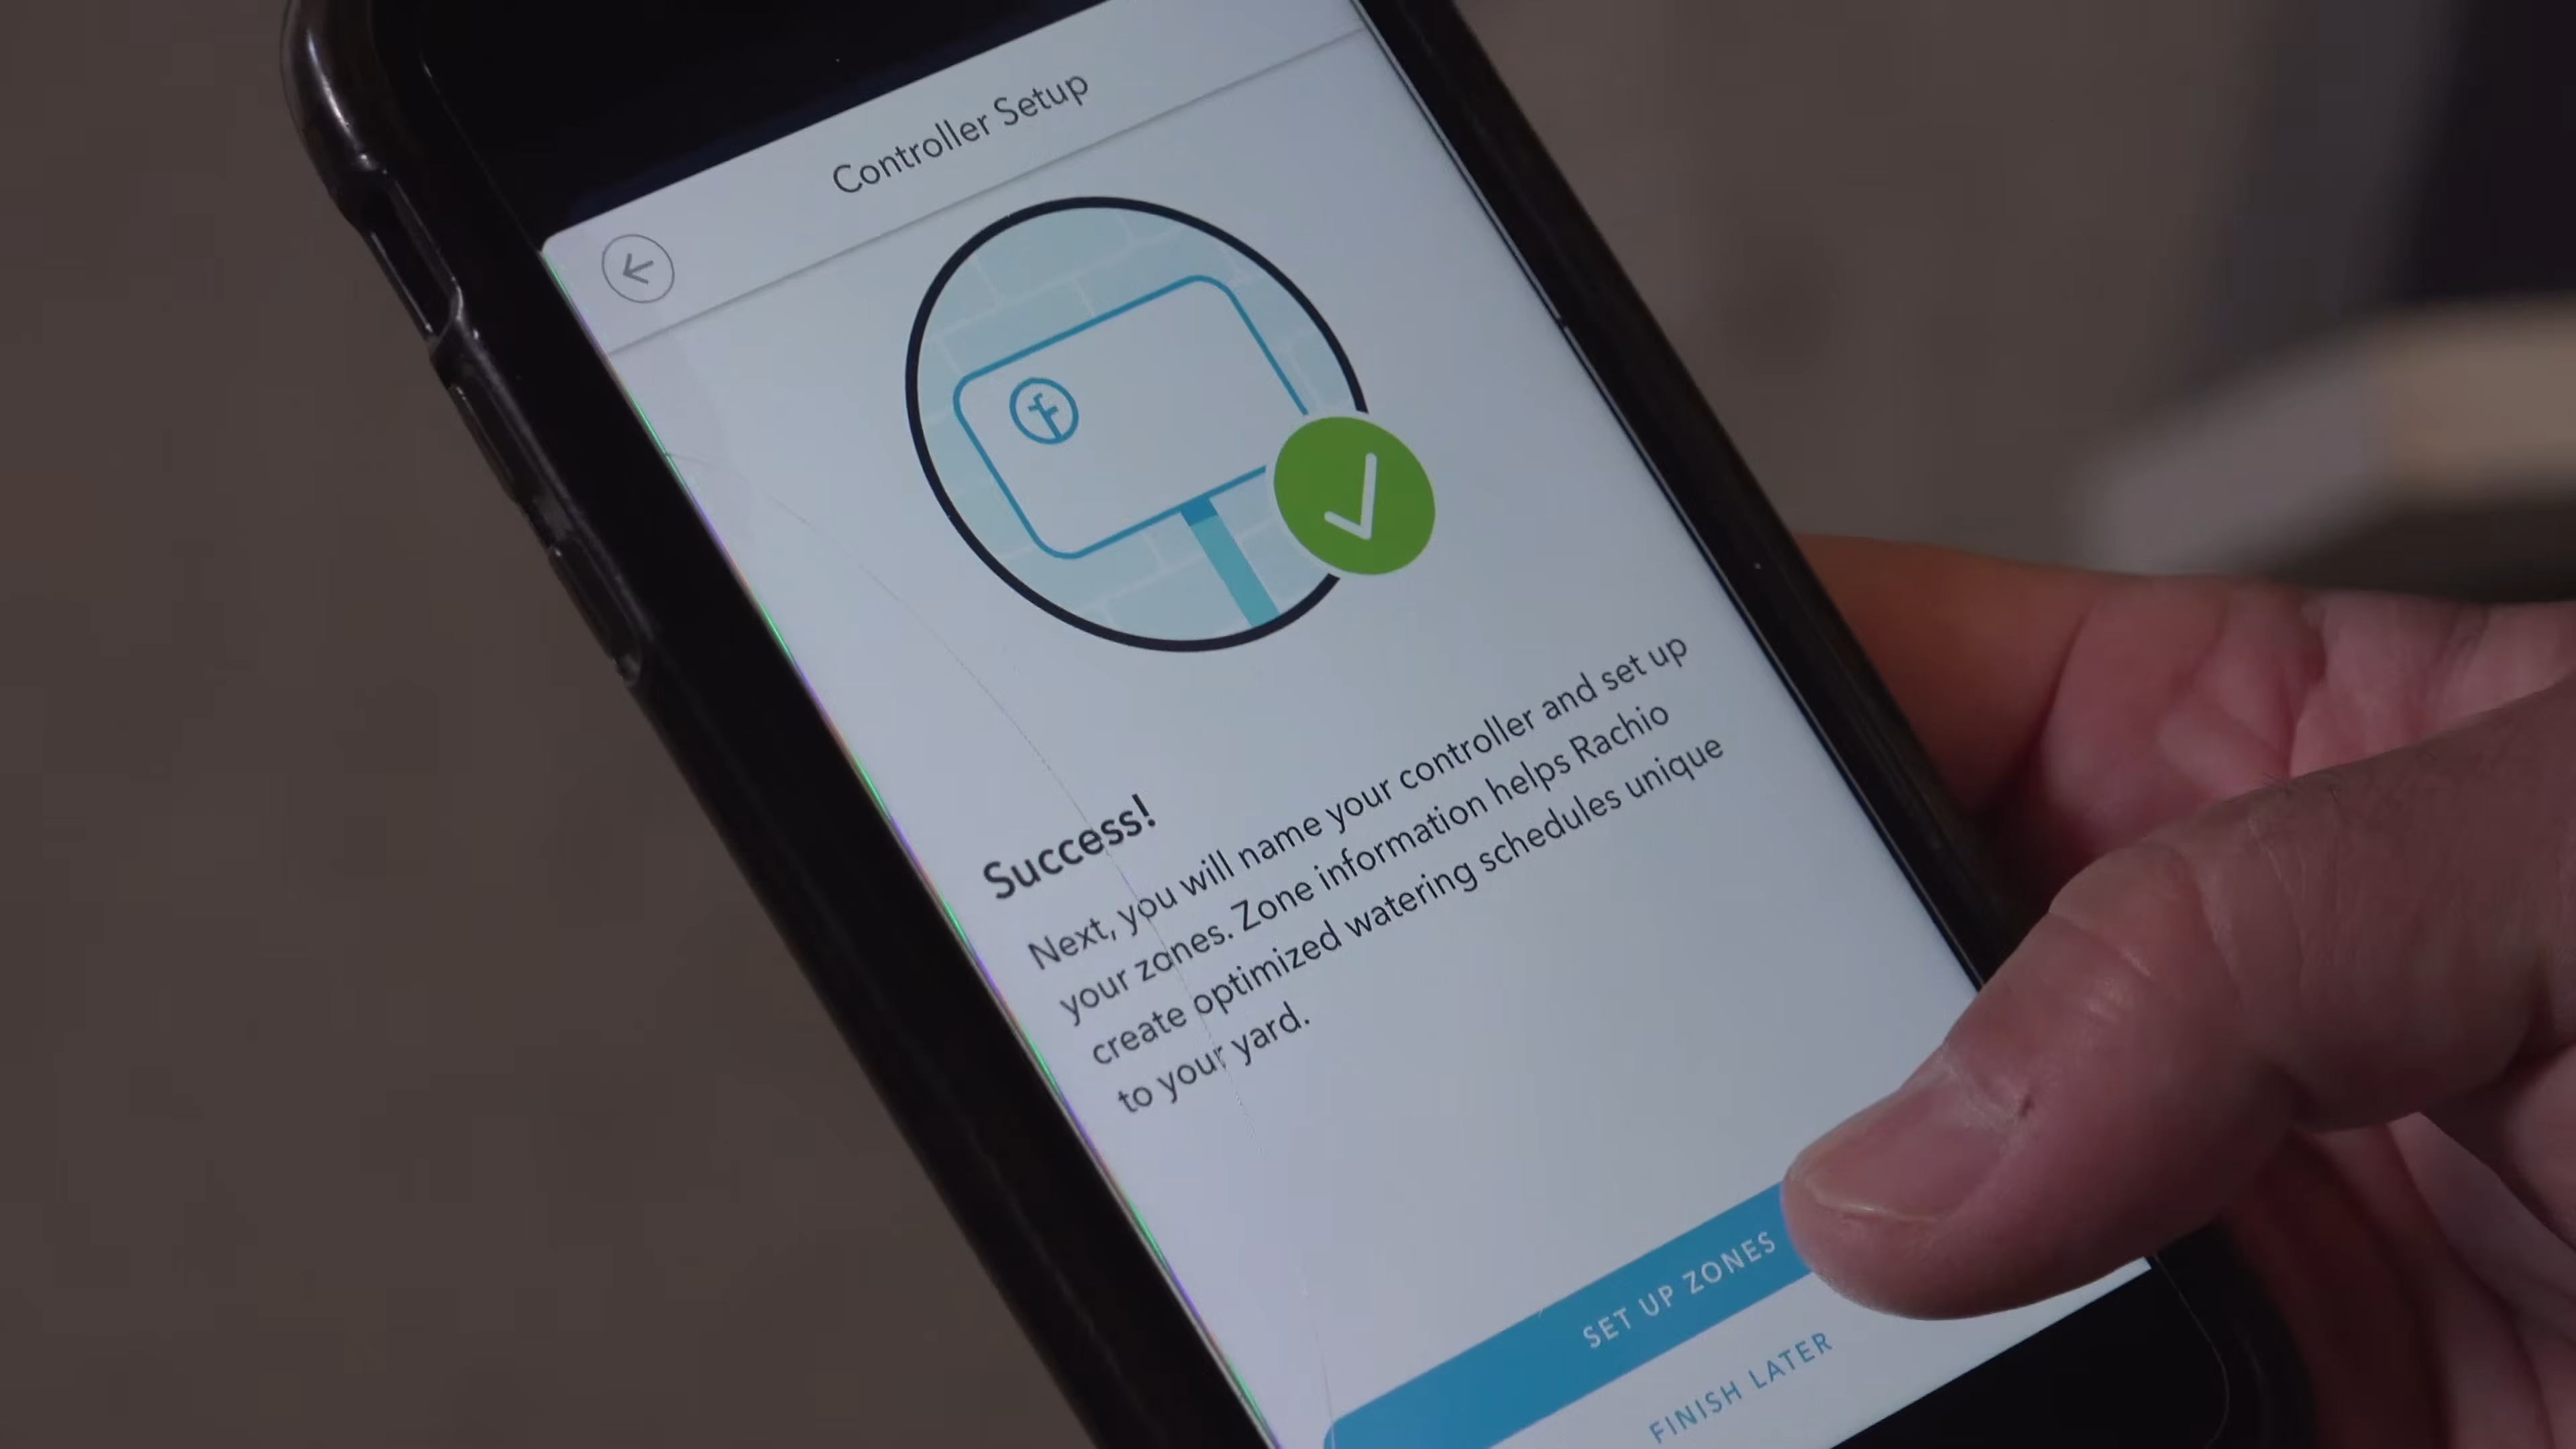 Controller Setup
Success!
Next, you will name your controller and set up
your zones. Zone information helps Rachio
create optimized watering schedules unique
to your yard.
SET UP ZONES
FINISH LATER